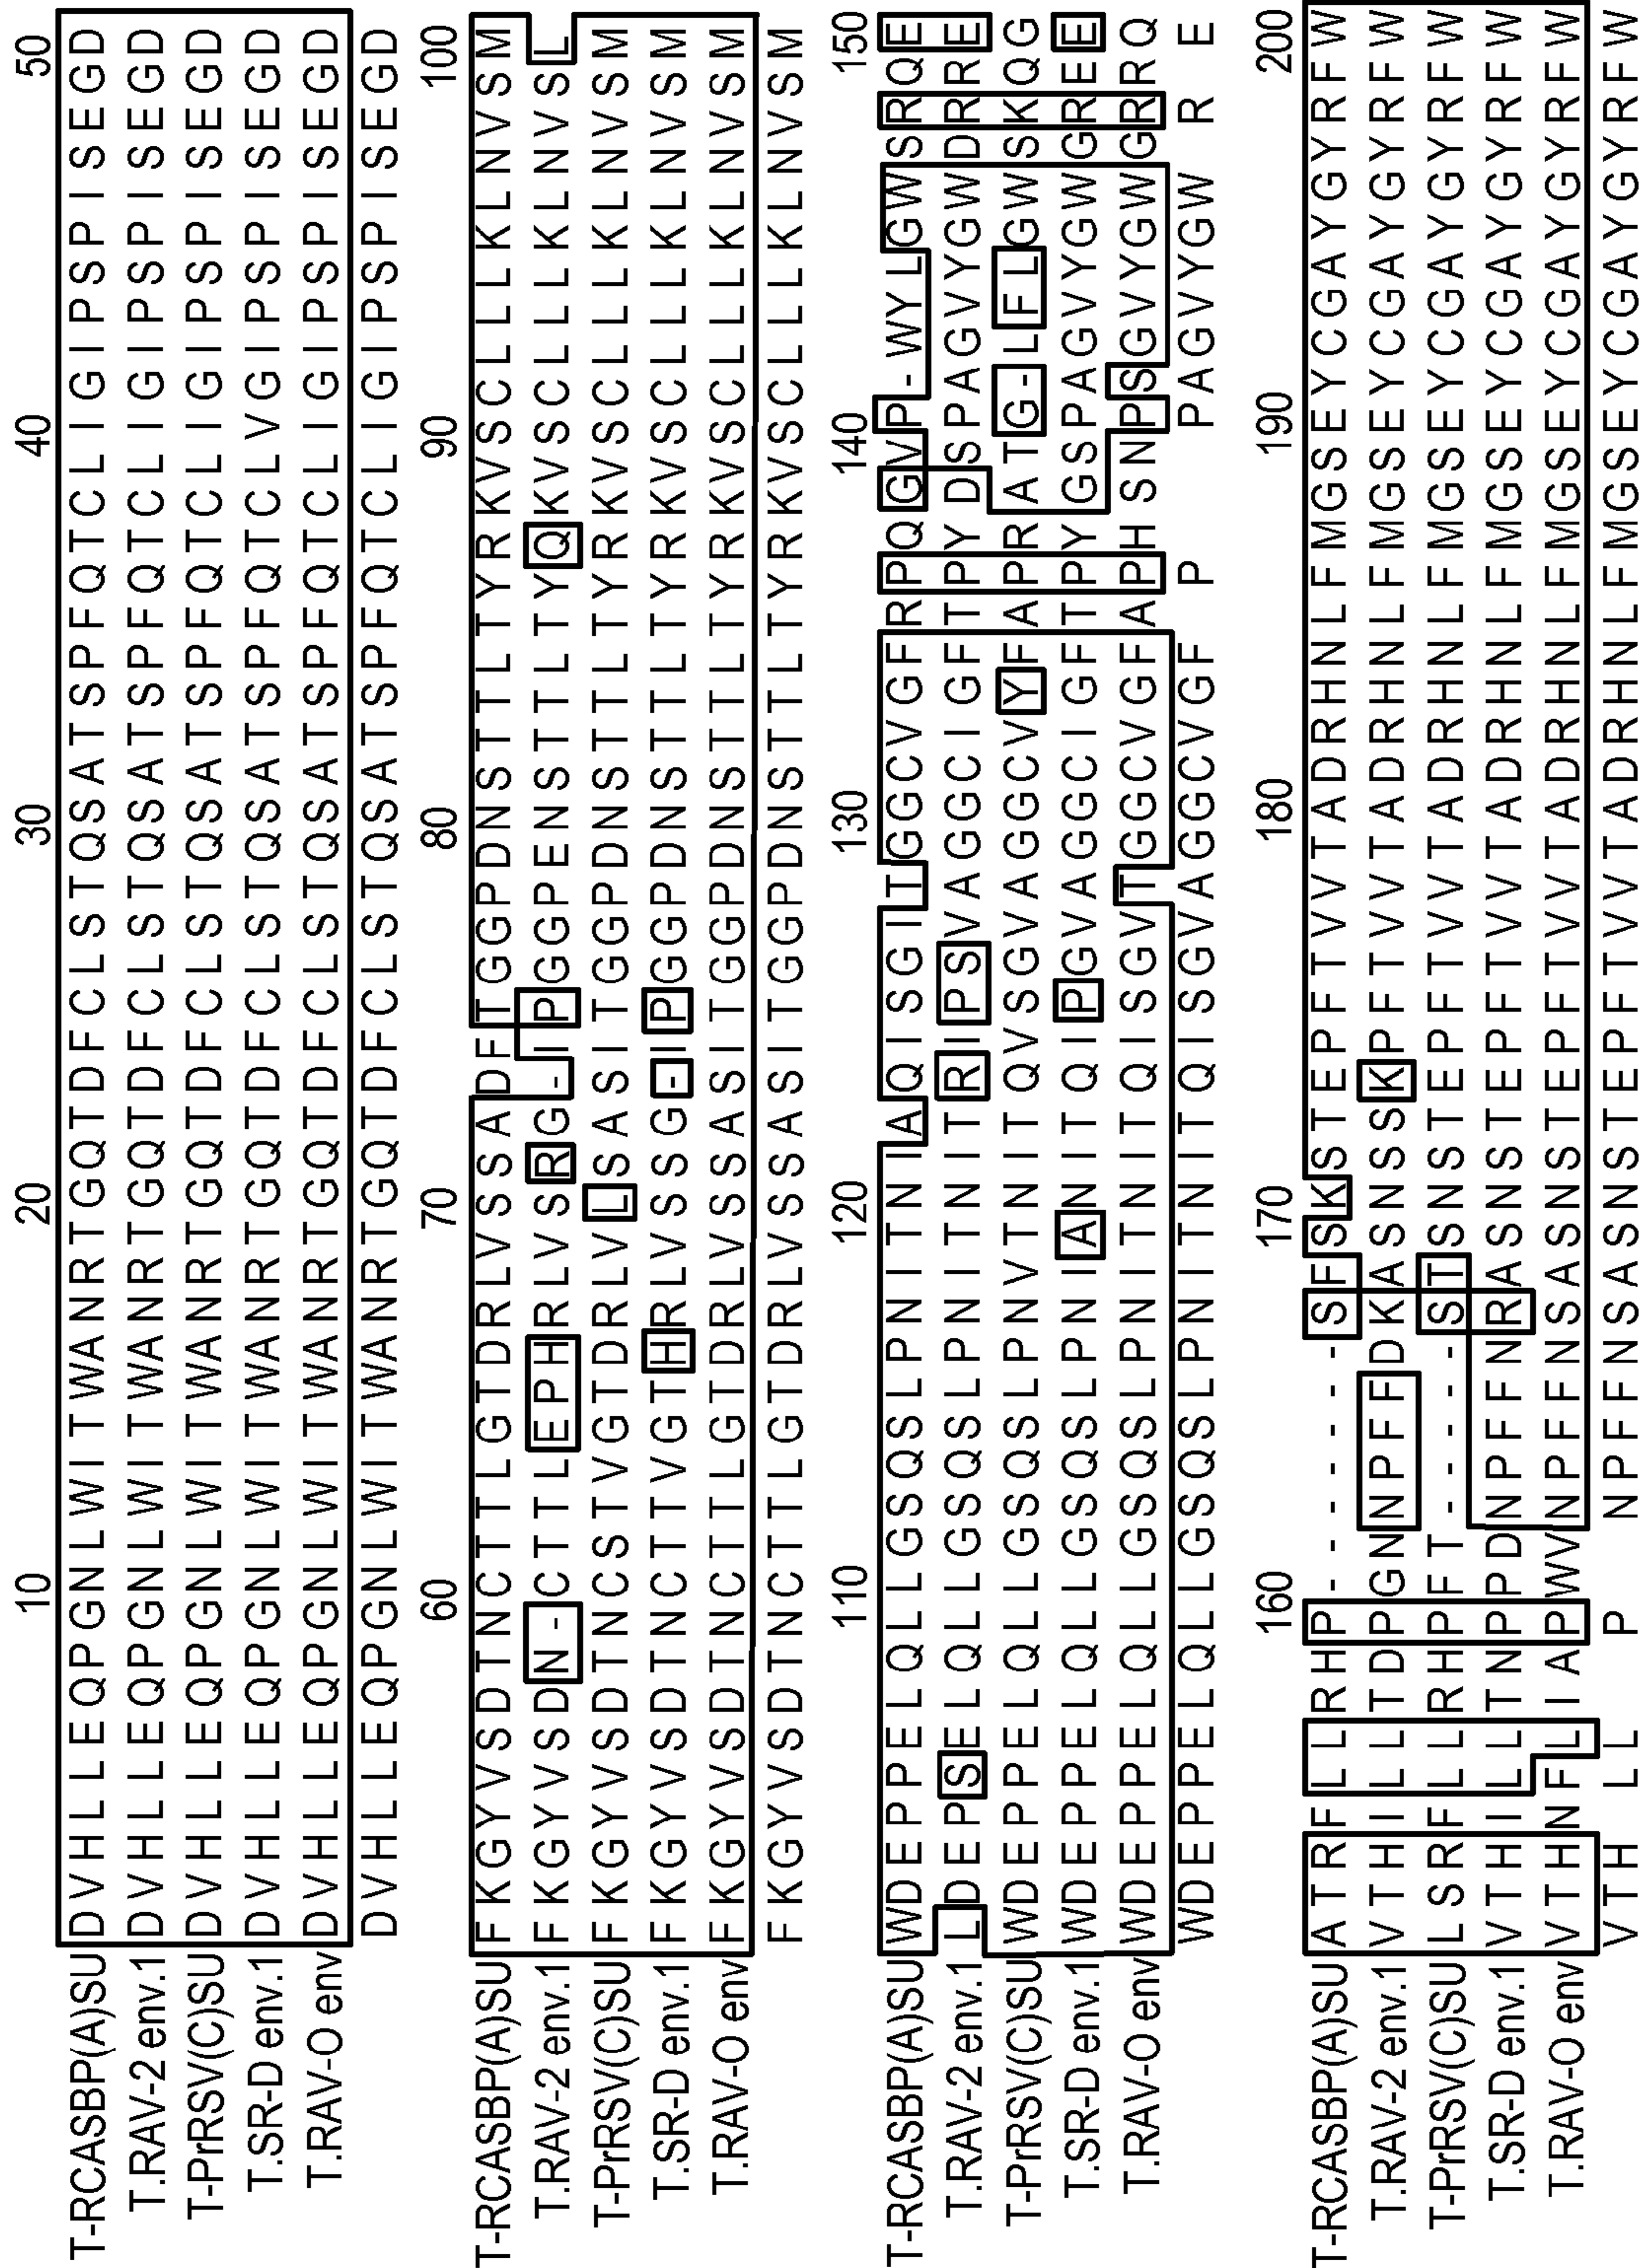 10 20 30 40 50
T-RCASBP(A)SU DVHLLEQPGNLWITWANRTGQTDFCLSTQSATSPFQTCLIGIPSPISEGD
T.RAV-2 env.1 DVHLLEQPGNLWITWANRTGQTDFCLSTQSATSPFQTCLIGIPSPISEGD
T-PrRSV(C)SU DVHLLEQPGNLWITWANRTGQTDFCLSTQSATSPFQTCLIGIPSPISEGD
T.SR-D env.1 DVHLLEQPGNLWITWANRTGQTDFCLSTQSATSPFQTCLVGIPSPISEGD
T.RAV-O env DVHLLEQPGNLWITWANRTGQTDFCLSTQSATSPFQTCLIGIPSPISEGD
DVHLLEQPGNLWITWANRTGQTDFCLSTQSATSPFQTCLIGIPSPISEGD
60 70 80 90 100
T-RCASBP(A)SU FKGYVSDTNCTTLGTDRLVSSADFTGGPDNSTTLTYRKVSCLLLKLNVSM
T.RAV-2 env.1 FKGYVSDN-CTTLEPHRLVSRG-IPGGPENSTTLTYQKVSCLLLKLNVSL
T-PrRSV(C)SU FKGYVSDTNCSTVGTDRLVLSASITGGPDNSTTLTYRKVSCLLLKLNVSM
T.SR-D env.1 FKGYVSDTNCTTVGTHRLVSSG-IPGGPDNSTTLTYRKVSCLLLKLNVSM
T.RAV-O env FKGYVSDTNCTTLGTDRLVSSASITGGPDNSTTLTYRKVSCLLLKLNVSM
FKGYVSDTNCTTLGTDRLVSSASITGGPDNSTTLTYRKVSCLLLKLNVSM
110 120 130 140 150
T-RCASBP(A)SU WDEPPELQLLGSQSLPNITNIAQISGITGGCVGFRPQGVP-WYLGWSRQE
T.RAV-2 env.1 LDEPSELQLLGSQSLPNITNITRIPSVAGGCIGFTPYDSPAGVYGWDRRE
T-PrRSV(C)SU WDEPPELQLLGSQSLPNVTNITQVSGVAGGCVYFAPRATG-LFLGWSKQG
T.SR-D env.1 WDEPPELQLLGSQSLPNIANITQIPGVAGGCIGFTPYGSPAGVYGWGREE
T.RAV-O env WDEPPELQLLGSQSLPNITNITQISGVTGGCVGFAPHSNPSGVYGWGRRQ
WDEPPELQLLGSQSLPNITNITQISGVAGGCVGF P   PAGVYGW R E
160 170 180 190 200
T-RCASBP(A)SU ATRFLLRHP-------SFSKSTEPFTVVTADRHNLFMGSEYCGAYGYRFW
T.RAV-2 env.1 VTHILLTDPGNNPFFDKASNSSKPFTVVTADRHNLFMGSEYCGAYGYRFW
T-PrRSV(C)SU LSRFLLRHPFT-----STSNSTEPFTVVTADRHNLFMGSEYCGAYGYRFW
T.SR-D env.1 VTHILLTNPPDNPFFNRASNSTEPFTVVTADRHNLFMGSEYCGAYGYRFW
T.RAV-O env VTHNFLIAPWVNPFFNSASNSTEPFTVVTADRHNLFMGSEYCGAYGYRFW
VTH LL  P  NPFFNSASNSTEPFTVVTADRHNLFMGSEYCGAYGYRFW